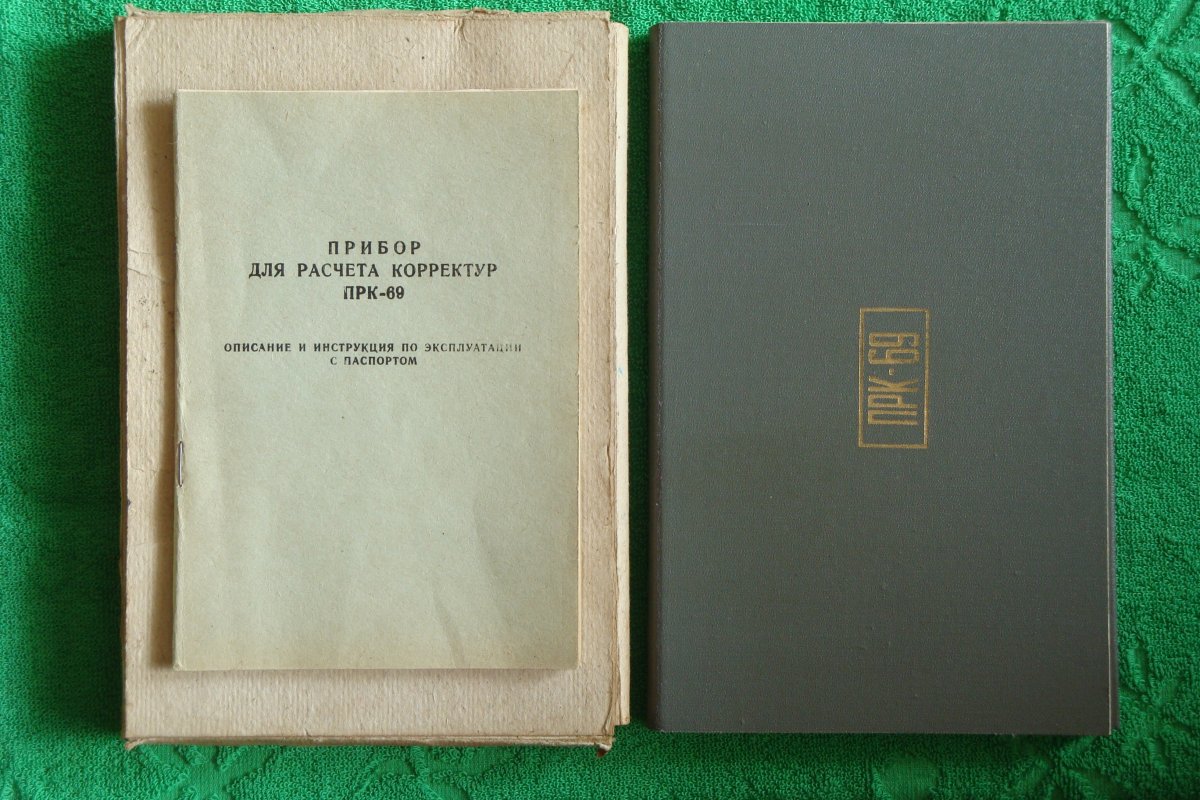 ПРИБОР
ДЛЯ РАСЧЕТА КОРРЕКТУР
ПРК-69
ОПИСАНИЕ И ИНСТРУКЦИЯ ПО ЭКСПЛУАТАЦИИ
С ПАСПОРТОМ
ПРК-69